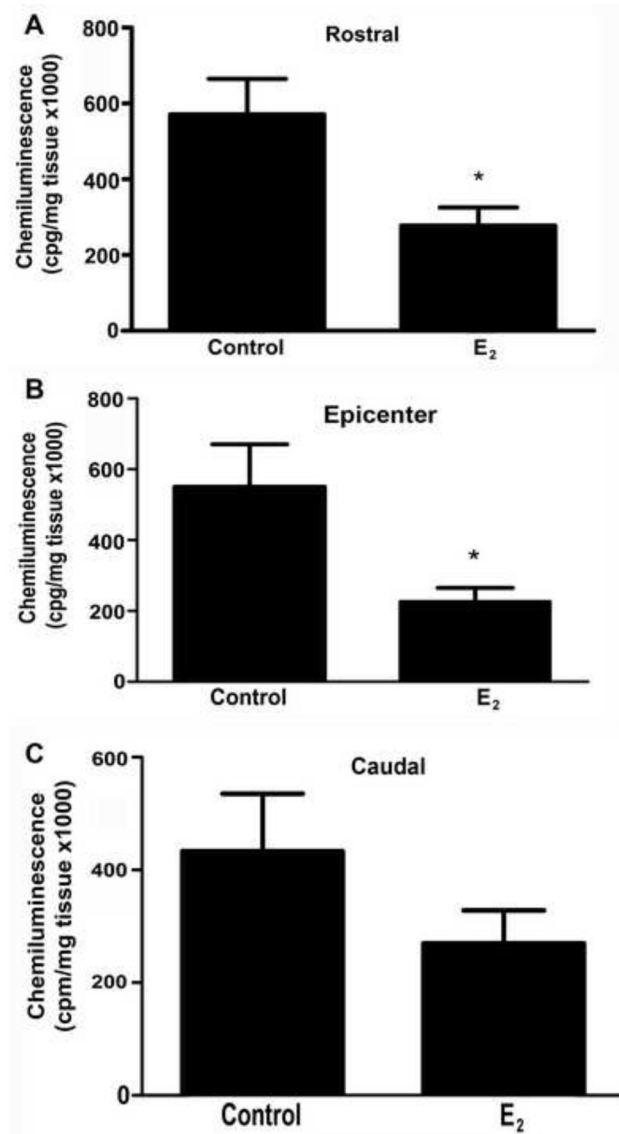 A
Rostral
Chemiluminescence
(cpg/mg tissue x1000)
800
600
400
200
0
Control
E₂
*
B
Epicenter
Chemiluminescence
(cpg/mg tissue x1000)
800
600
400
200
0
Control
E₂
*
C
Caudal
Chemiluminescence
(cpm/mg tissue x1000)
600
400
200
0
Control
E₂